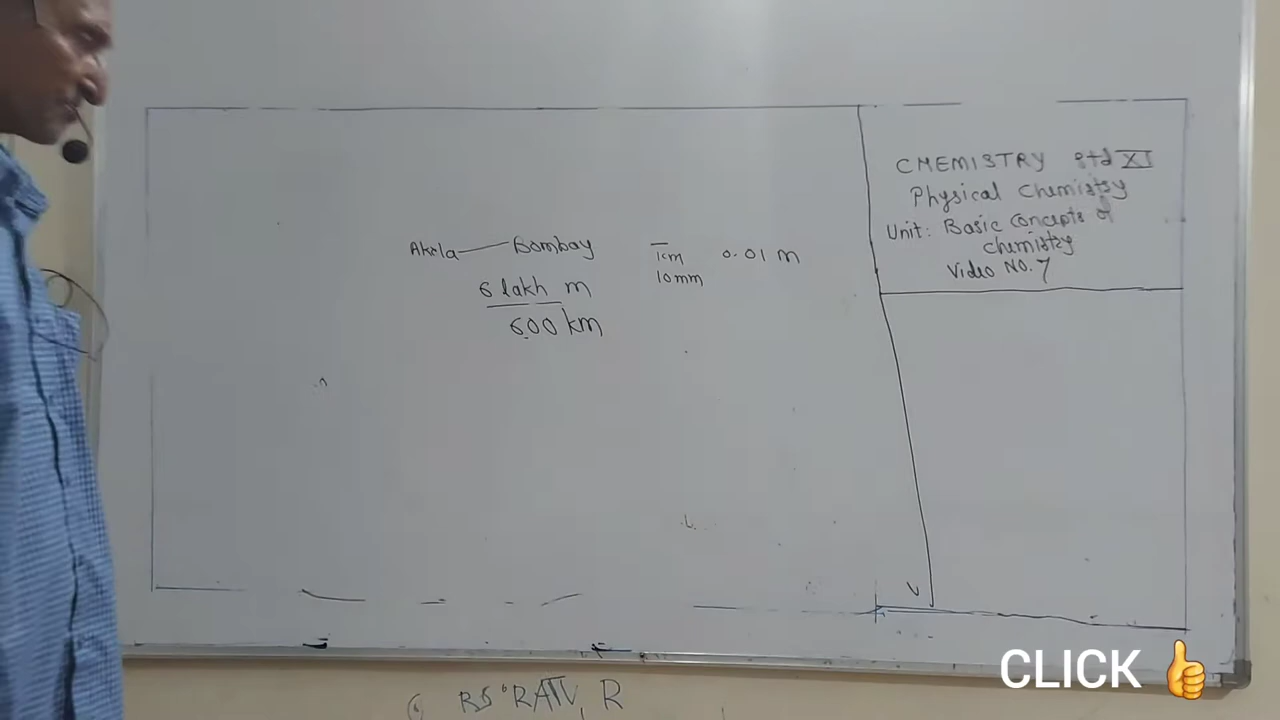 CHEMISTRY std XI
Physical Chemistry
Unit: Basic Concepts of
chemistry
Video NO. 7
Akola — Bombay
6 lakh m
600 km
1cm 0.01 m
10mm
CLICK 👍